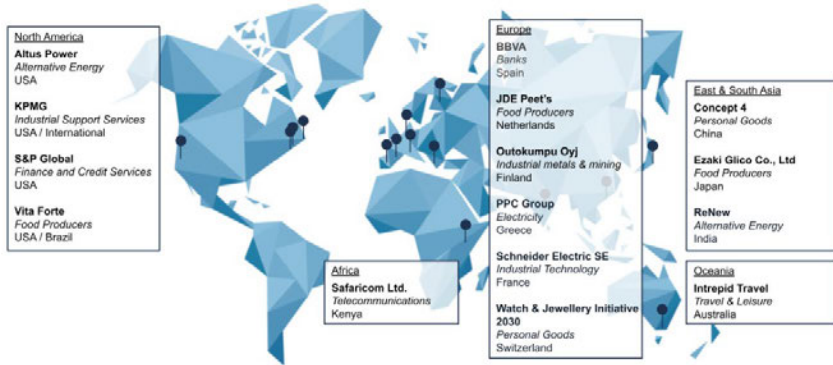 North America
Altus Power
Alternative Energy
USA
KPMG
Industrial Support Services
USA / International
S&P Global
Finance and Credit Services
USA
Vita Forte
Food Producers
USA / Brazil
Africa
Safaricom Ltd.
Telecommunications
Kenya
Europe
BBVA
Banks
Spain
JDE Peet's
Food Producers
Netherlands
Outokumpu Oyj
Industrial metals & mining
Finland
PPC Group
Electricity
Greece
Schneider Electric SE
Industrial Technology
France
Watch & Jewellery Initiative
2030
Personal Goods
Switzerland
East & South Asia
Concept 4
Personal Goods
China
Ezaki Glico Co., Ltd
Food Producers
Japan
ReNew
Alternative Energy
India
Oceania
Intrepid Travel
Travel & Leisure
Australia